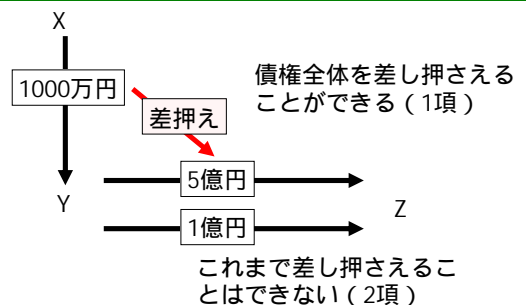 X
1000万円
債権全体を差し押さえる
ことができる（1項）
差押え
5億円
Y
Z
1億円
これまで差し押さえるこ
とはできない（2項）